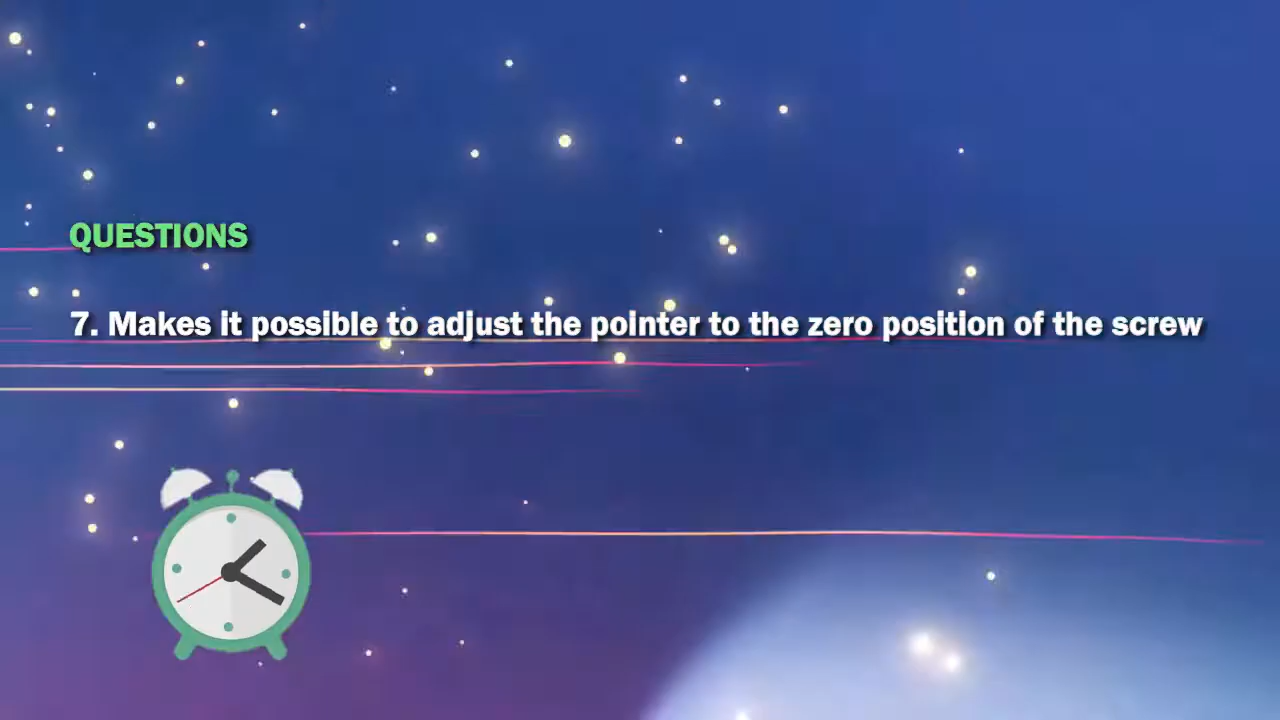 QUESTIONS
7. Makes it possible to adjust the pointer to the zero position of the screw